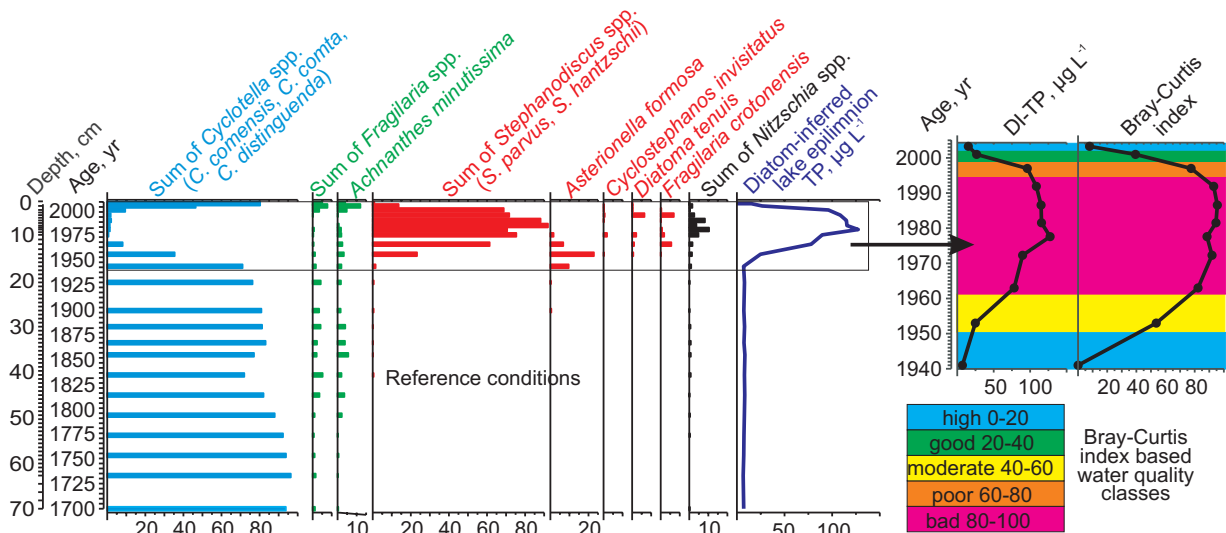 Depth, cm
Age, yr
Sum of Cyclotella spp.
(C. comensis, C. comta,
C. distinguenda)
Sum of Fragilaria spp.
Achnanthes minutissima
Sum of Stephanodiscus spp.
(S. parvus, S. hantzschii)
Asterionella formosa
Cyclostephanos invisitatus
Diatoma tenuis
Fragilaria crotonensis
Sum of Nitzschia spp.
Diatom-inferred
lake epilimnion
TP, µg L-1
Age, yr
DI-TP, µg L-1
Bray-Curtis
index
0
10
20
30
40
50
60
70
2000
1975
1950
1925
1900
1875
1850
1825
1800
1775
1750
1725
1700
Reference conditions
20 40 60 80
10
20 40 60 80
20
10
50 100
2000
1990
1980
1970
1960
1950
1940
50 100
20 40 60 80
high 0-20
good 20-40
moderate 40-60
poor 60-80
bad 80-100
Bray-Curtis
index based
water quality
classes